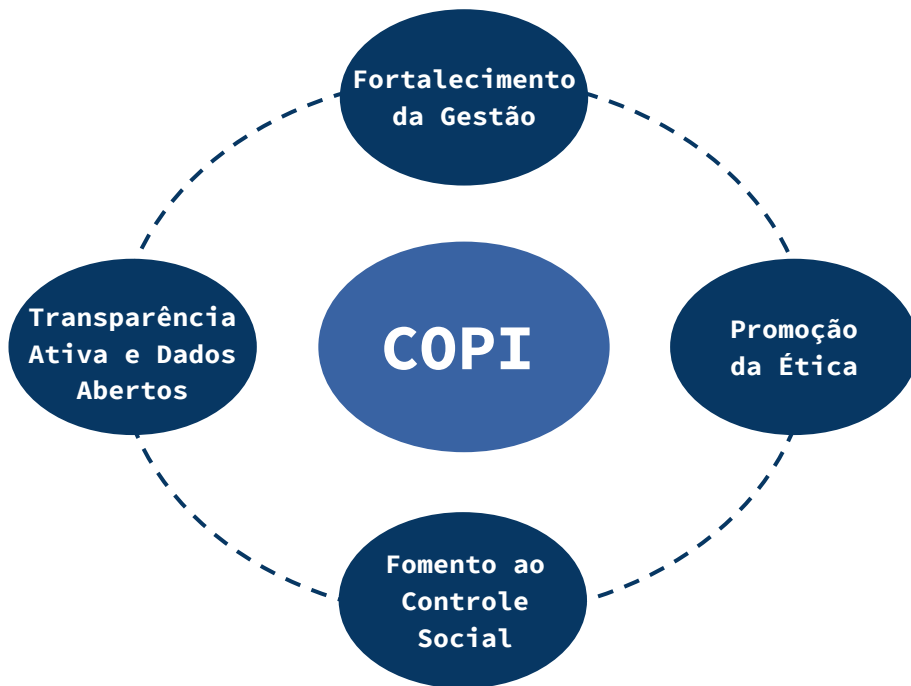 Fortalecimento
da Gestão
Transparência
Ativa e Dados
Abertos
COPI
Promoção
da Ética
Fomento ao
Controle
Social